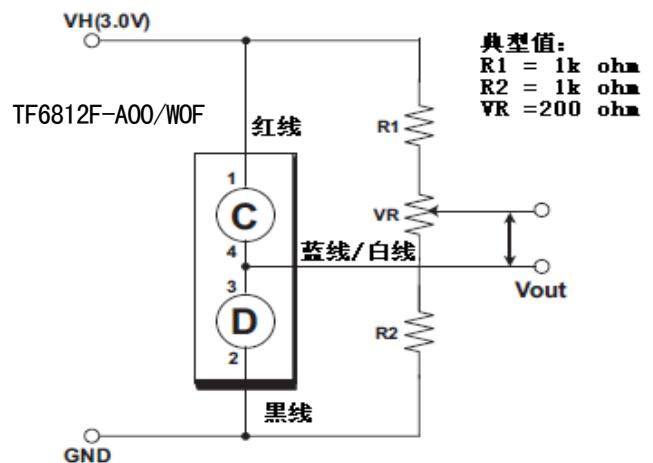 VH(3.0V)
典型值:
R1 = 1k ohm
R2 = 1k ohm
VR =200 ohm
TF6812F-A00/W0F
红线
R1
1
C
VR
4
蓝线/白线
3
Vout
D
R2
2
黑线
GND